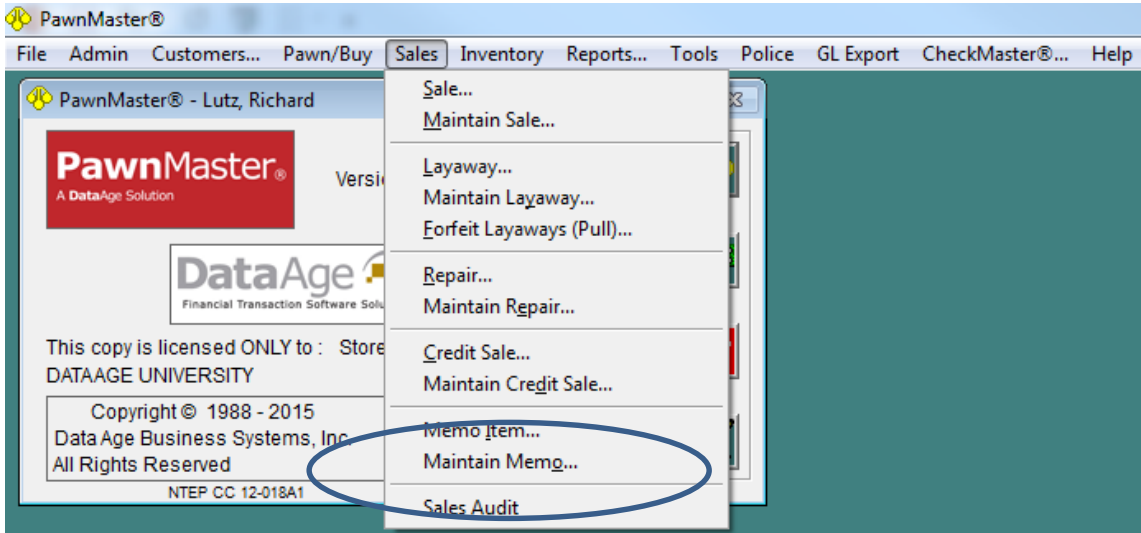 PawnMaster®
File Admin Customers... Pawn/Buy Sales Inventory Reports... Tools Police GL Export CheckMaster®... Help
PawnMaster® - Lutz, Richard
PawnMaster®
A DataAge Solution
DataAge
Financial Transaction Software
This copy is licensed ONLY to : Store
DATAAGE UNIVERSITY
Copyright © 1988 - 2015
Data Age Business Systems, Inc.
All Rights Reserved
NTEP CC 12-018A1
Sale...
Maintain Sale...
Layaway...
Maintain Layaway...
Forfeit Layaways (Pull)...
Repair...
Maintain Repair...
Credit Sale...
Maintain Credit Sale...
Memo Item...
Maintain Memo...
Sales Audit